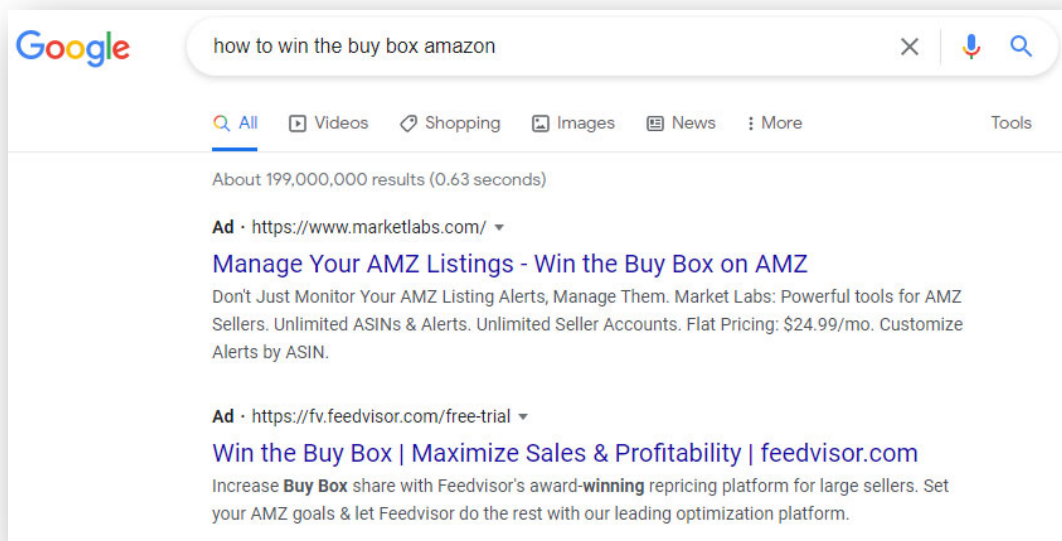 Google
how to win the buy box amazon
All Videos Shopping Images News More Tools
About 199,000,000 results (0.63 seconds)
Ad · https://www.marketlabs.com/
Manage Your AMZ Listings - Win the Buy Box on AMZ
Don't Just Monitor Your AMZ Listing Alerts, Manage Them. Market Labs: Powerful tools for AMZ
Sellers. Unlimited ASINs & Alerts. Unlimited Seller Accounts. Flat Pricing: $24.99/mo. Customize
Alerts by ASIN.
Ad · https://fv.feedvisor.com/free-trial
Win the Buy Box | Maximize Sales & Profitability | feedvisor.com
Increase Buy Box share with Feedvisor's award-winning repricing platform for large sellers. Set
your AMZ goals & let Feedvisor do the rest with our leading optimization platform.